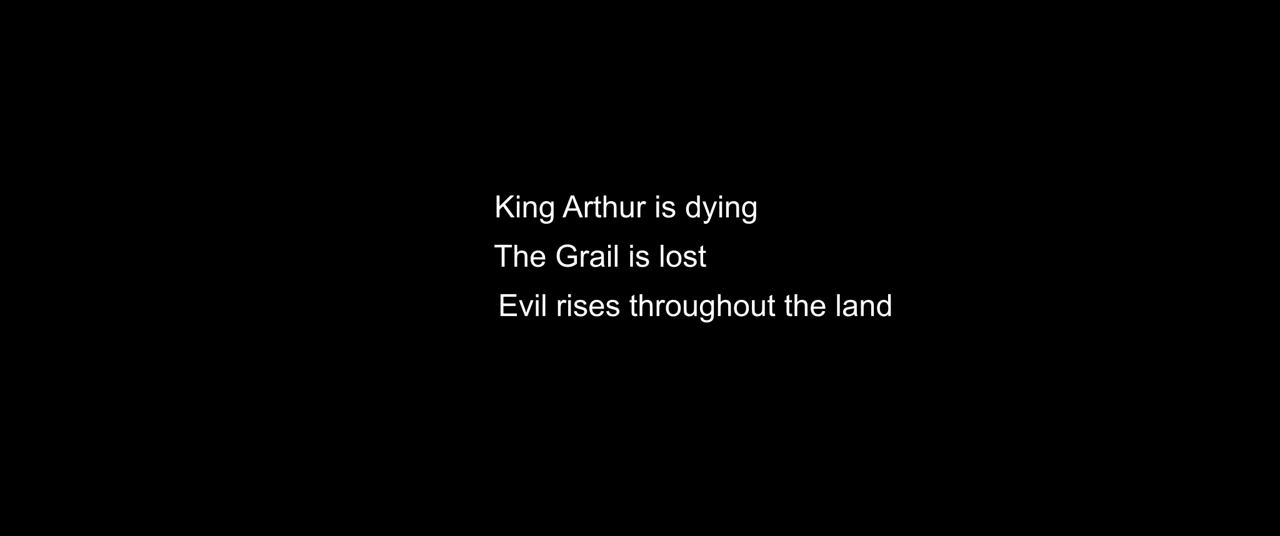 King Arthur is dying
The Grail is lost
Evil rises throughout the land